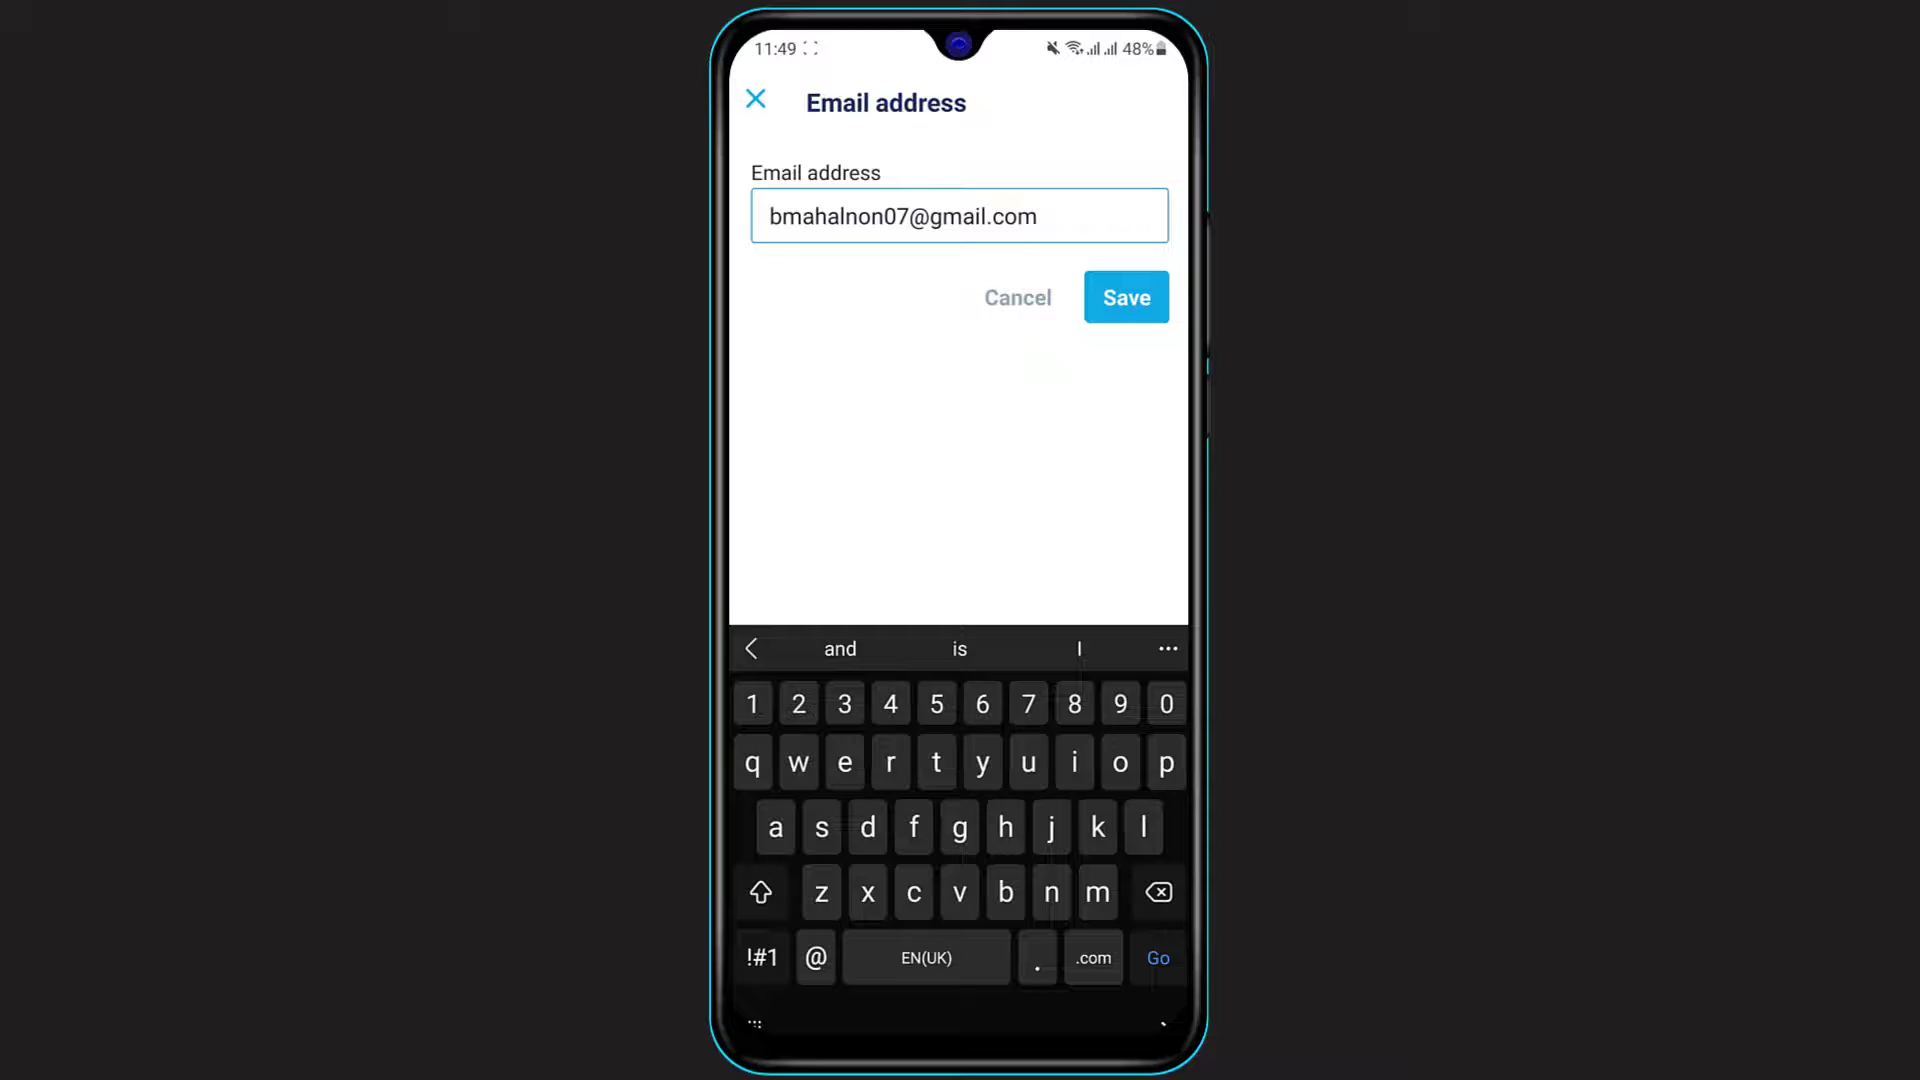 11:49 48%
Email address
Email address
bmahalnon07@gmail.com
Cancel Save
and is I
1 2 3 4 5 6 7 8 9 0
q w e r t y u i o p
a s d f g h j k l
z x c v b n m
!#1 @ EN(UK) . .com Go